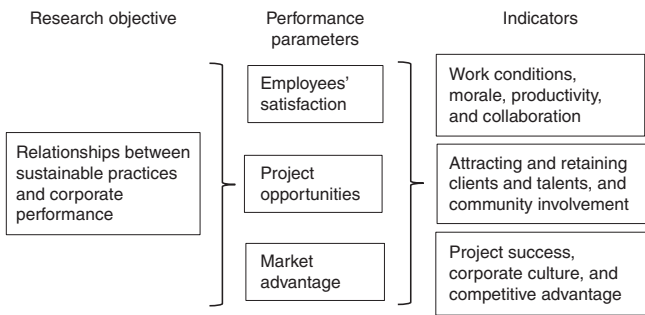 Research objective
Performance
parameters
Indicators
Relationships between
sustainable practices
and corporate
performance
Employees'
satisfaction
Project
opportunities
Market
advantage
Work conditions,
morale, productivity,
and collaboration
Attracting and retaining
clients and talents, and
community involvement
Project success,
corporate culture, and
competitive advantage